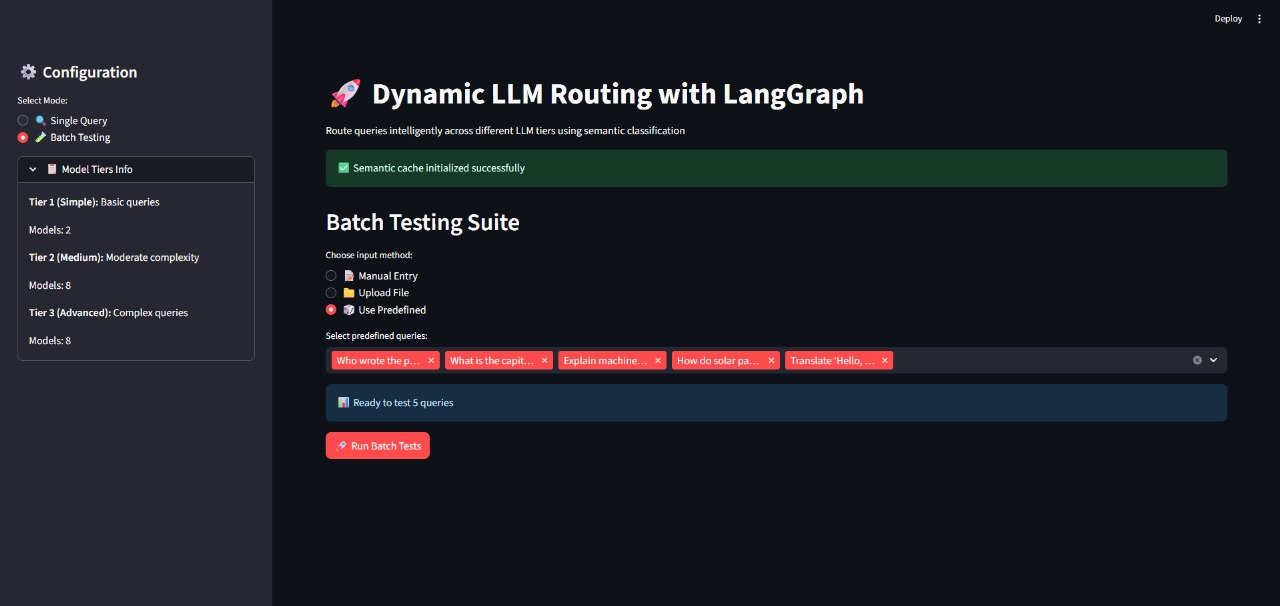 Deploy
Configuration
Select Mode:
Single Query
Batch Testing
Model Tiers Info
Tier 1 (Simple): Basic queries
Models: 2
Tier 2 (Medium): Moderate complexity
Models: 8
Tier 3 (Advanced): Complex queries
Models: 8
Dynamic LLM Routing with LangGraph
Route queries intelligently across different LLM tiers using semantic classification
Semantic cache initialized successfully
Batch Testing Suite
Choose input method:
Manual Entry
Upload File
Use Predefined
Select predefined queries:
Who wrote the p... What is the capit... Explain machine... How do solar pa... Translate 'Hello, ...
Ready to test 5 queries
Run Batch Tests